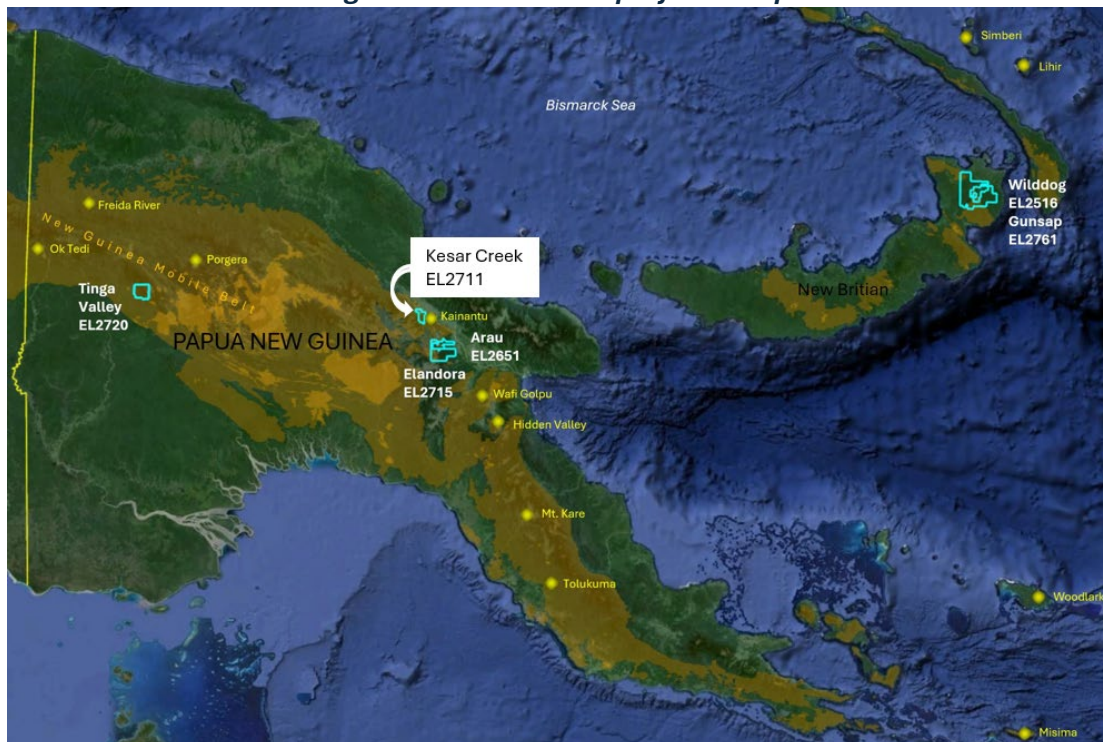 Simberi
Lihir
Bismarck Sea
Wilddog
EL2516
Gunsap
EL2761
Freida River
New Guinea Mobile Belt
Ok Tedi
Porgera
Kesar Creek
EL2711
Tinga
Valley
EL2720
New Britian
Kainantu
PAPUA NEW GUINEA
Arau
EL2651
Elandora
EL2715
Wafi Golpu
Hidden Valley
Mt. Kare
Tolukuma
Woodlark
Misima